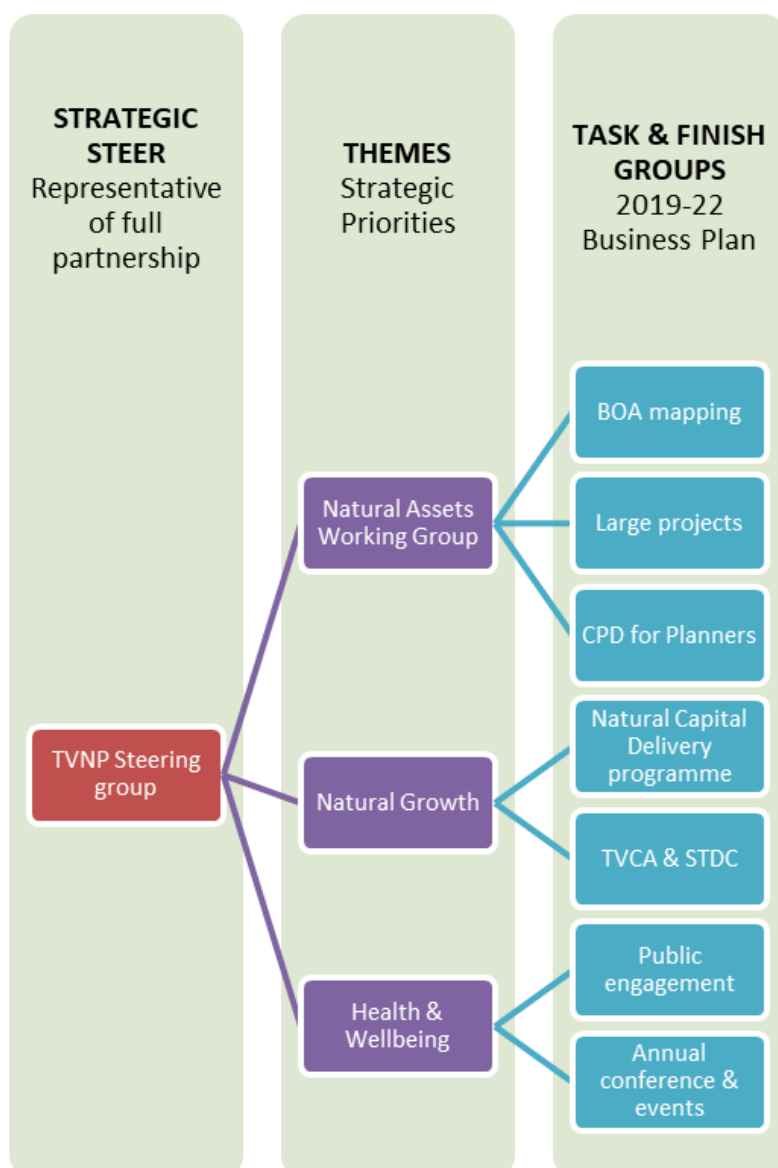 STRATEGIC
STEER
Representative
of full
partnership
THEMES
Strategic
Priorities
TASK & FINISH
GROUPS
2019-22
Business Plan
TVNP Steering
group
Natural Assets
Working Group
Natural Growth
Health &
Wellbeing
BOA mapping
Large projects
CPD for Planners
Natural Capital
Delivery
programme
TVCA & STDC
Public
engagement
Annual
conference &
events